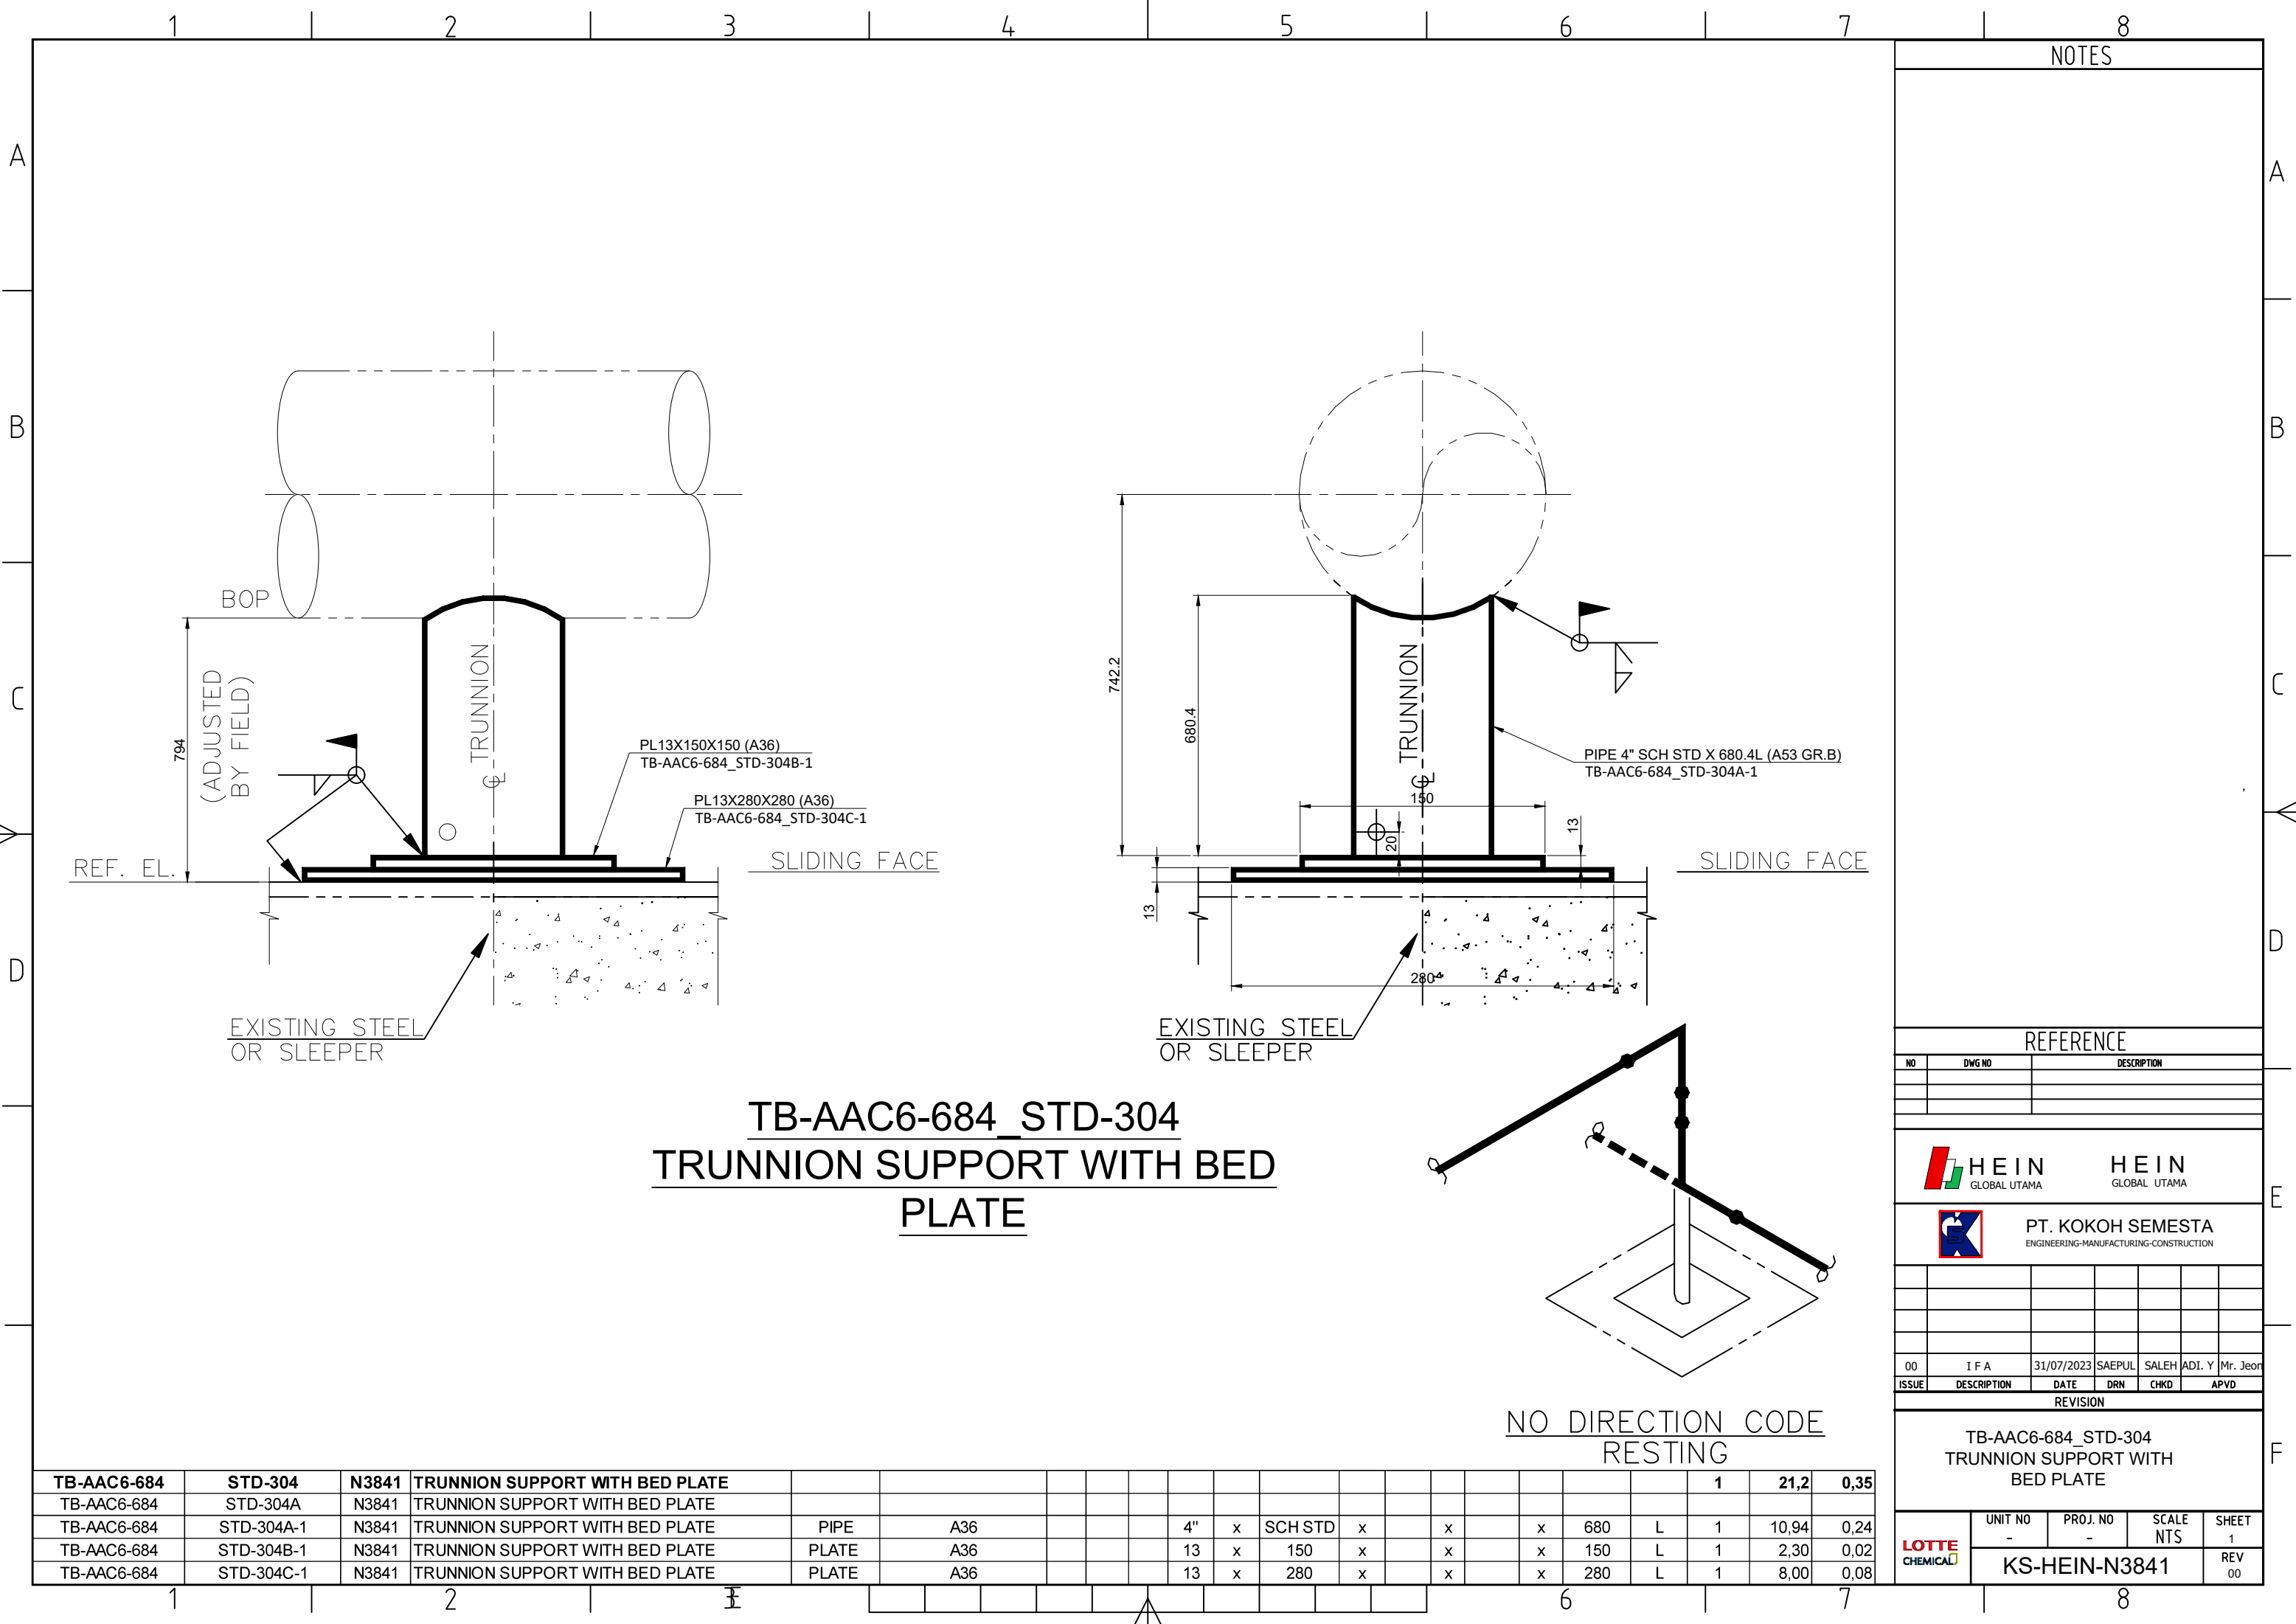 1 2 3 4 5 6 7 8
NOTES
A A
B B
C C
D D
E
F
BOP
794
(ADJUSTED
BY FIELD)
TRUNNION
℄
PL13X150X150 (A36)
TB-AAC6-684_STD-304B-1
PL13X280X280 (A36)
TB-AAC6-684_STD-304C-1
REF. EL.
SLIDING FACE
EXISTING STEEL
OR SLEEPER
742.2
680.4
TRUNNION
℄
PIPE 4" SCH STD X 680.4L (A53 GR.B)
TB-AAC6-684_STD-304A-1
150
20
13
13
280
SLIDING FACE
EXISTING STEEL
OR SLEEPER
TB-AAC6-684_STD-304
TRUNNION SUPPORT WITH BED
PLATE
NO DIRECTION CODE
RESTING
REFERENCE
NO DWG NO DESCRIPTION
HEIN
GLOBAL UTAMA
HEIN
GLOBAL UTAMA
PT. KOKOH SEMESTA
ENGINEERING-MANUFACTURING-CONSTRUCTION
00 I F A 31/07/2023 SAEPUL SALEH ADI. Y Mr. Jeon
ISSUE DESCRIPTION DATE DRN CHKD APVD
REVISION
TB-AAC6-684_STD-304
TRUNNION SUPPORT WITH
BED PLATE
LOTTE
CHEMICAL
UNIT NO PROJ. NO SCALE SHEET
- - NTS 1
KS-HEIN-N3841
REV
00
TB-AAC6-684 STD-304 N3841 TRUNNION SUPPORT WITH BED PLATE 1 21,2 0,35
TB-AAC6-684 STD-304A N3841 TRUNNION SUPPORT WITH BED PLATE
TB-AAC6-684 STD-304A-1 N3841 TRUNNION SUPPORT WITH BED PLATE PIPE A36 4" x SCH STD x x x 680 L 1 10,94 0,24
TB-AAC6-684 STD-304B-1 N3841 TRUNNION SUPPORT WITH BED PLATE PLATE A36 13 x 150 x x x 150 L 1 2,30 0,02
TB-AAC6-684 STD-304C-1 N3841 TRUNNION SUPPORT WITH BED PLATE PLATE A36 13 x 280 x x x 280 L 1 8,00 0,08
1 2 6 7 8